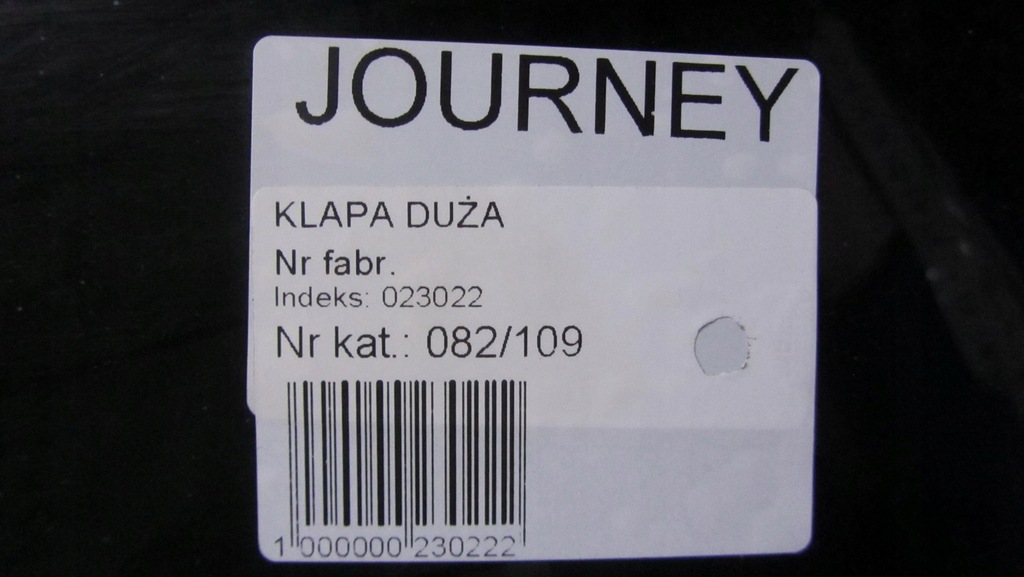 JOURNEY
KLAPA DUŻA
Nr fabr.
Indeks: 023022
Nr kat.: 082/109
1 000000 230222